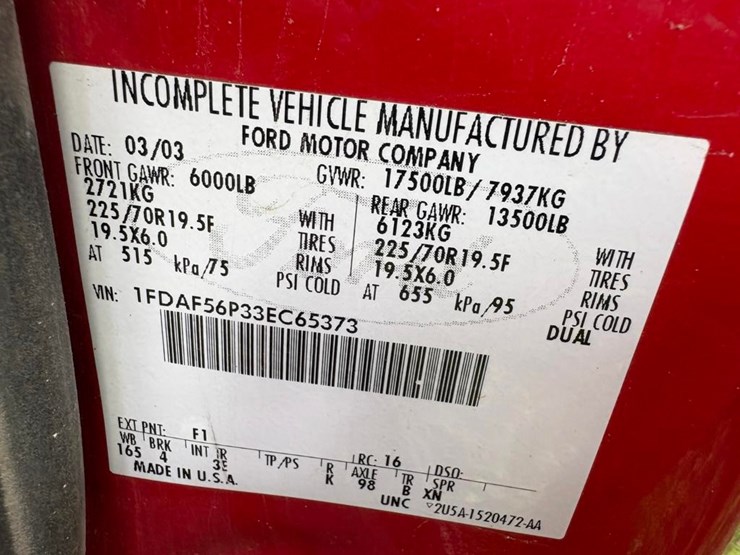 INCOMPLETE VEHICLE MANUFACTURED BY
FORD MOTOR COMPANY
DATE: 03/03
GVWR: 17500LB/7937KG
FRONT GAWR: 6000LB
2721KG
WITH
225/70R19.5F
TIRES
19.5X6.0
RIMS
AT 515 kPa/75
PSI COLD
REAR GAWR: 13500LB
6123KG
WITH
225/70R19.5F
TIRES
19.5X6.0
RIMS
AT 655 kPa/95
PSI COLD
DUAL
VIN: 1FDAF56P33EC65373
EXT PNT: F1
RC: 16
DSO:
WB BRK INT TR TP/PS R AXLE TR SPR
165 4 3E K 98 B XN
MADE IN U.S.A.
UNC ▽2U5A-1520472-AA